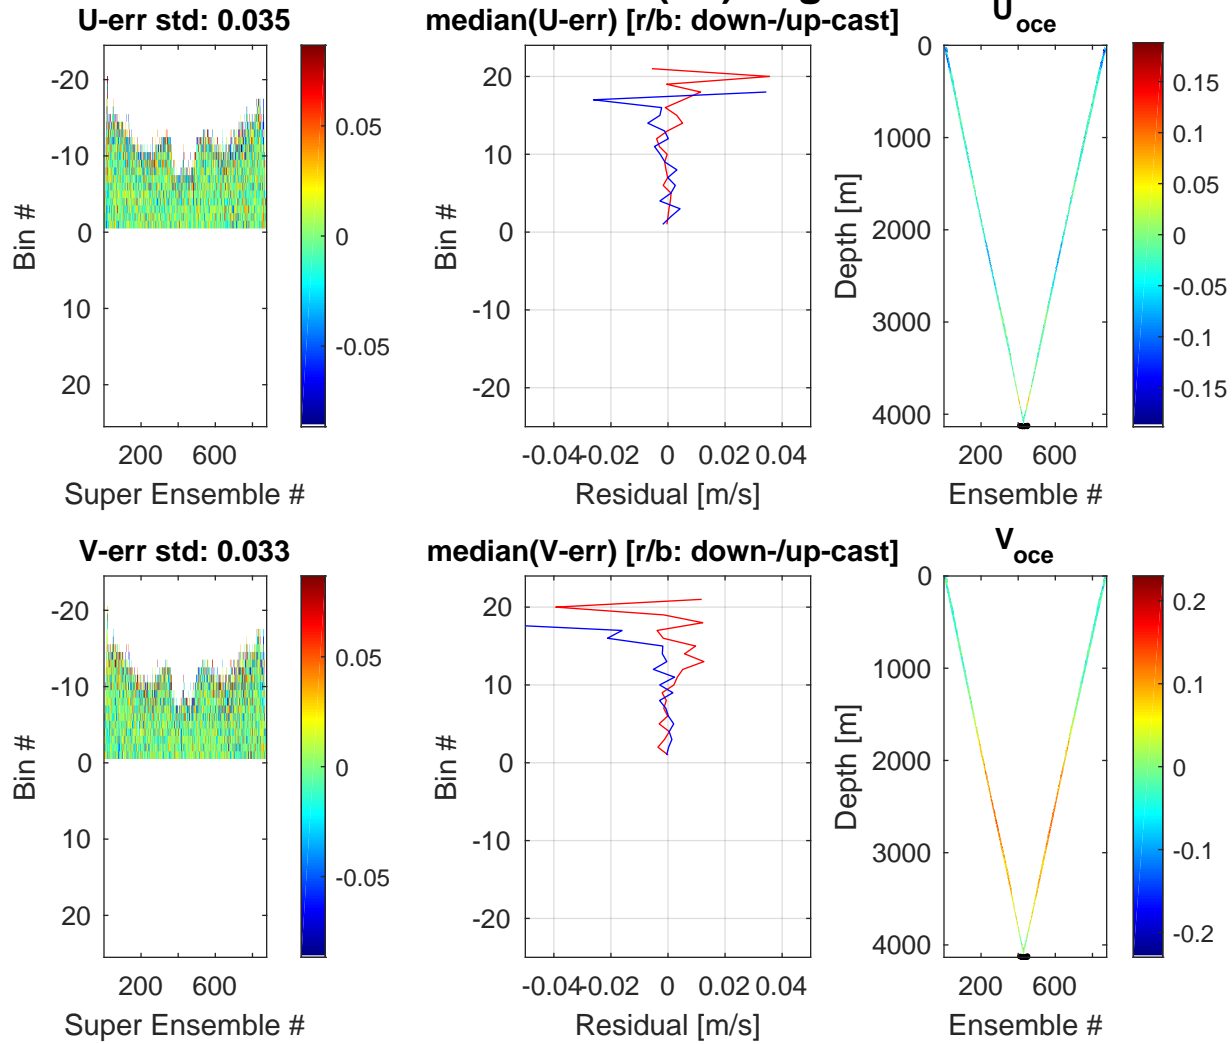 U-err std: 0.035
-20
-10
0
10
20
Bin #
200 600
Super Ensemble #
0.05
0
-0.05
median(U-err) [r/b: down-/up-cast]
20
10
0
-10
-20
Bin #
-0.04 -0.02 0 0.02 0.04
Residual [m/s]
U oce
0
1000
2000
3000
4000
Depth [m]
200 600
Ensemble #
0.15
0.1
0.05
0
-0.05
-0.1
-0.15
V-err std: 0.033
-20
-10
0
10
20
Bin #
200 600
Super Ensemble #
0.05
0
-0.05
median(V-err) [r/b: down-/up-cast]
20
10
0
-10
-20
Bin #
-0.04 -0.02 0 0.02 0.04
Residual [m/s]
V oce
0
1000
2000
3000
4000
Depth [m]
200 600
Ensemble #
0.2
0.1
0
-0.1
-0.2